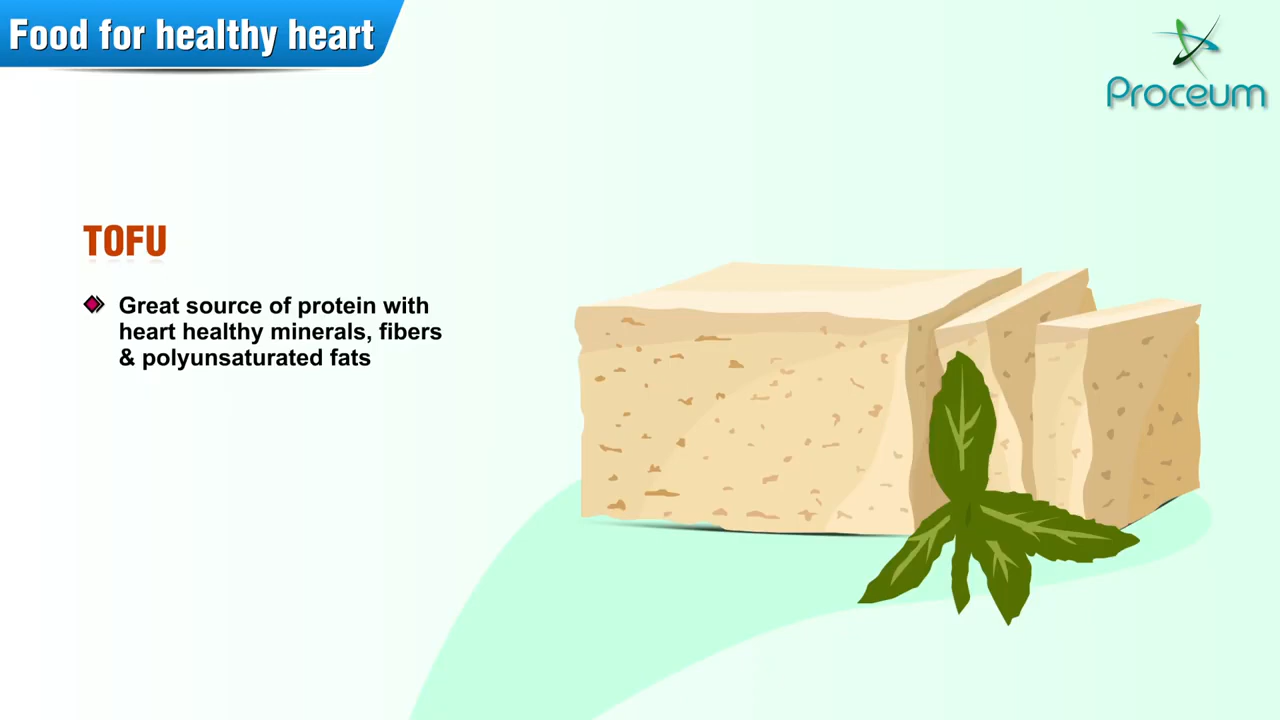 Food for healthy heart
Proceum
TOFU
Great source of protein with
heart healthy minerals, fibers
& polyunsaturated fats